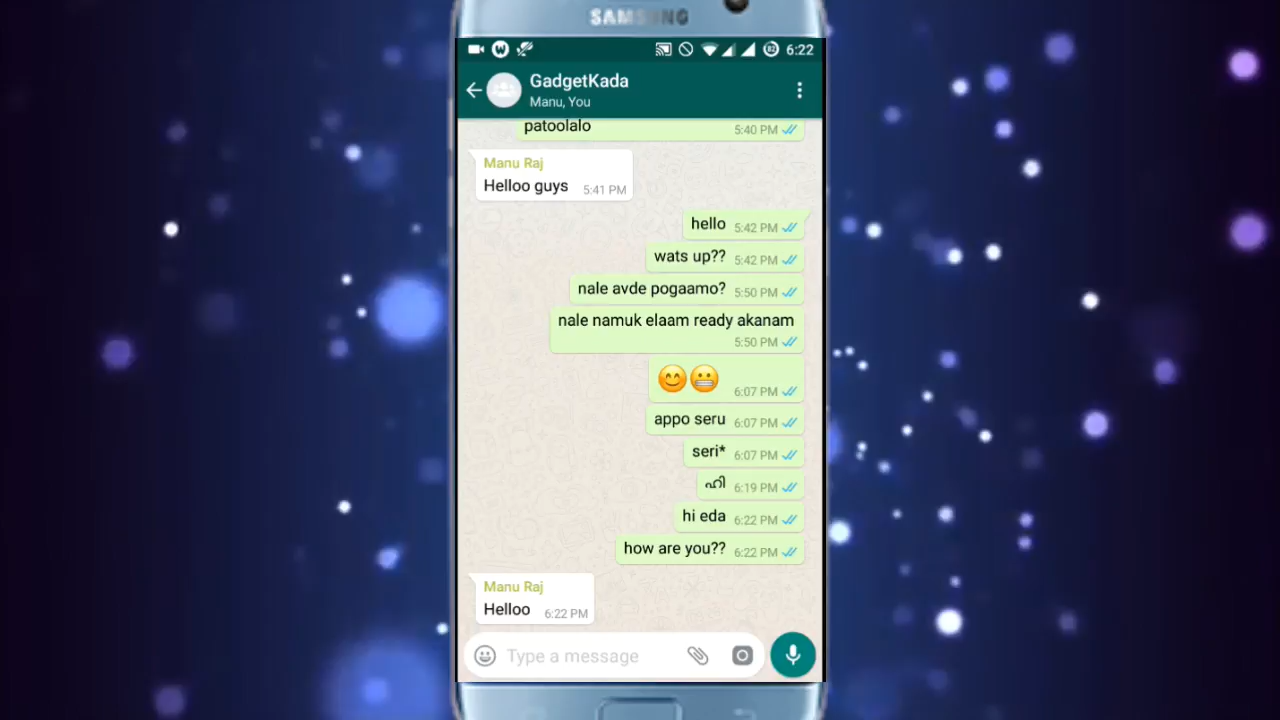 SAMSUNG
W
82
6:22
GadgetKada
Manu, You
patoolalo 5:40 PM
Manu Raj
Helloo guys 5:41 PM
hello 5:42 PM
wats up?? 5:42 PM
nale avde pogaamo? 5:50 PM
nale namuk elaam ready akanam
5:50 PM
😊😬 6:07 PM
appo seru 6:07 PM
seri* 6:07 PM
ഹി 6:19 PM
hi eda 6:22 PM
how are you?? 6:22 PM
Manu Raj
Helloo 6:22 PM
Type a message